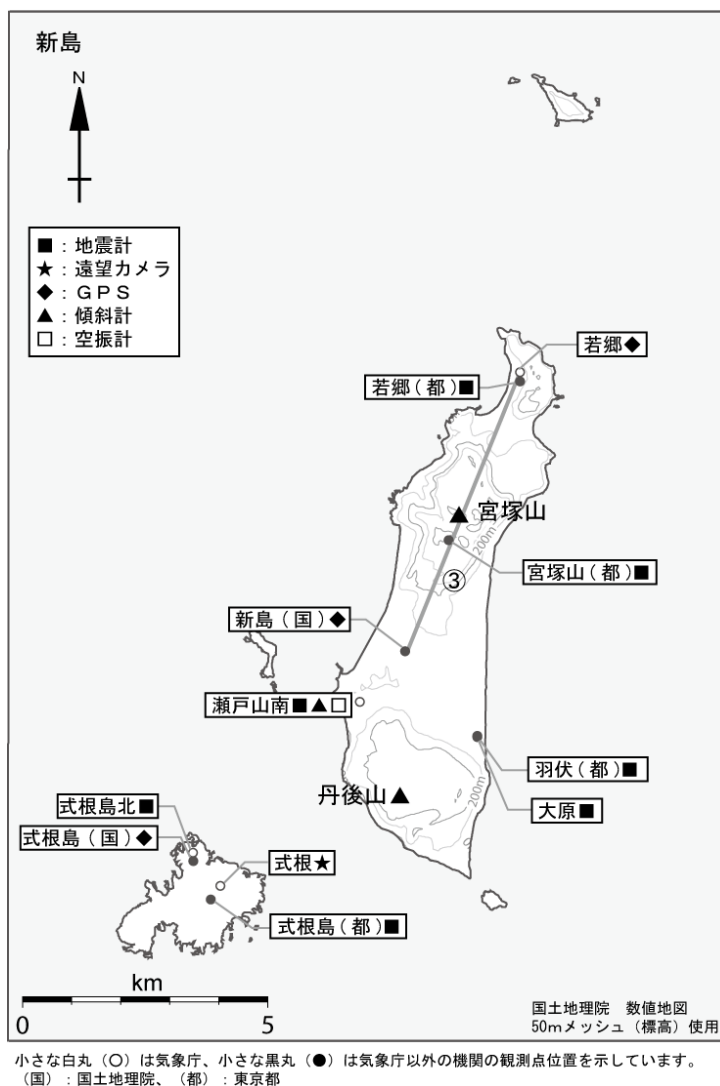 新島
N
■：地震計
★：遠望カメラ
◆：ＧＰＳ
▲：傾斜計
□：空振計
若郷◆
若郷（都）■
宮塚山
200m
宮塚山（都）■
③
新島（国）◆
瀬戸山南■▲□
羽伏（都）■
200m
丹後山
大原■
式根島北■
式根島（国）◆
式根★
式根島（都）■
km
0 5
国土地理院　数値地図
50mメッシュ（標高）使用
小さな白丸（○）は気象庁、小さな黒丸（●）は気象庁以外の機関の観測点位置を示しています。
（国）：国土地理院、（都）：東京都